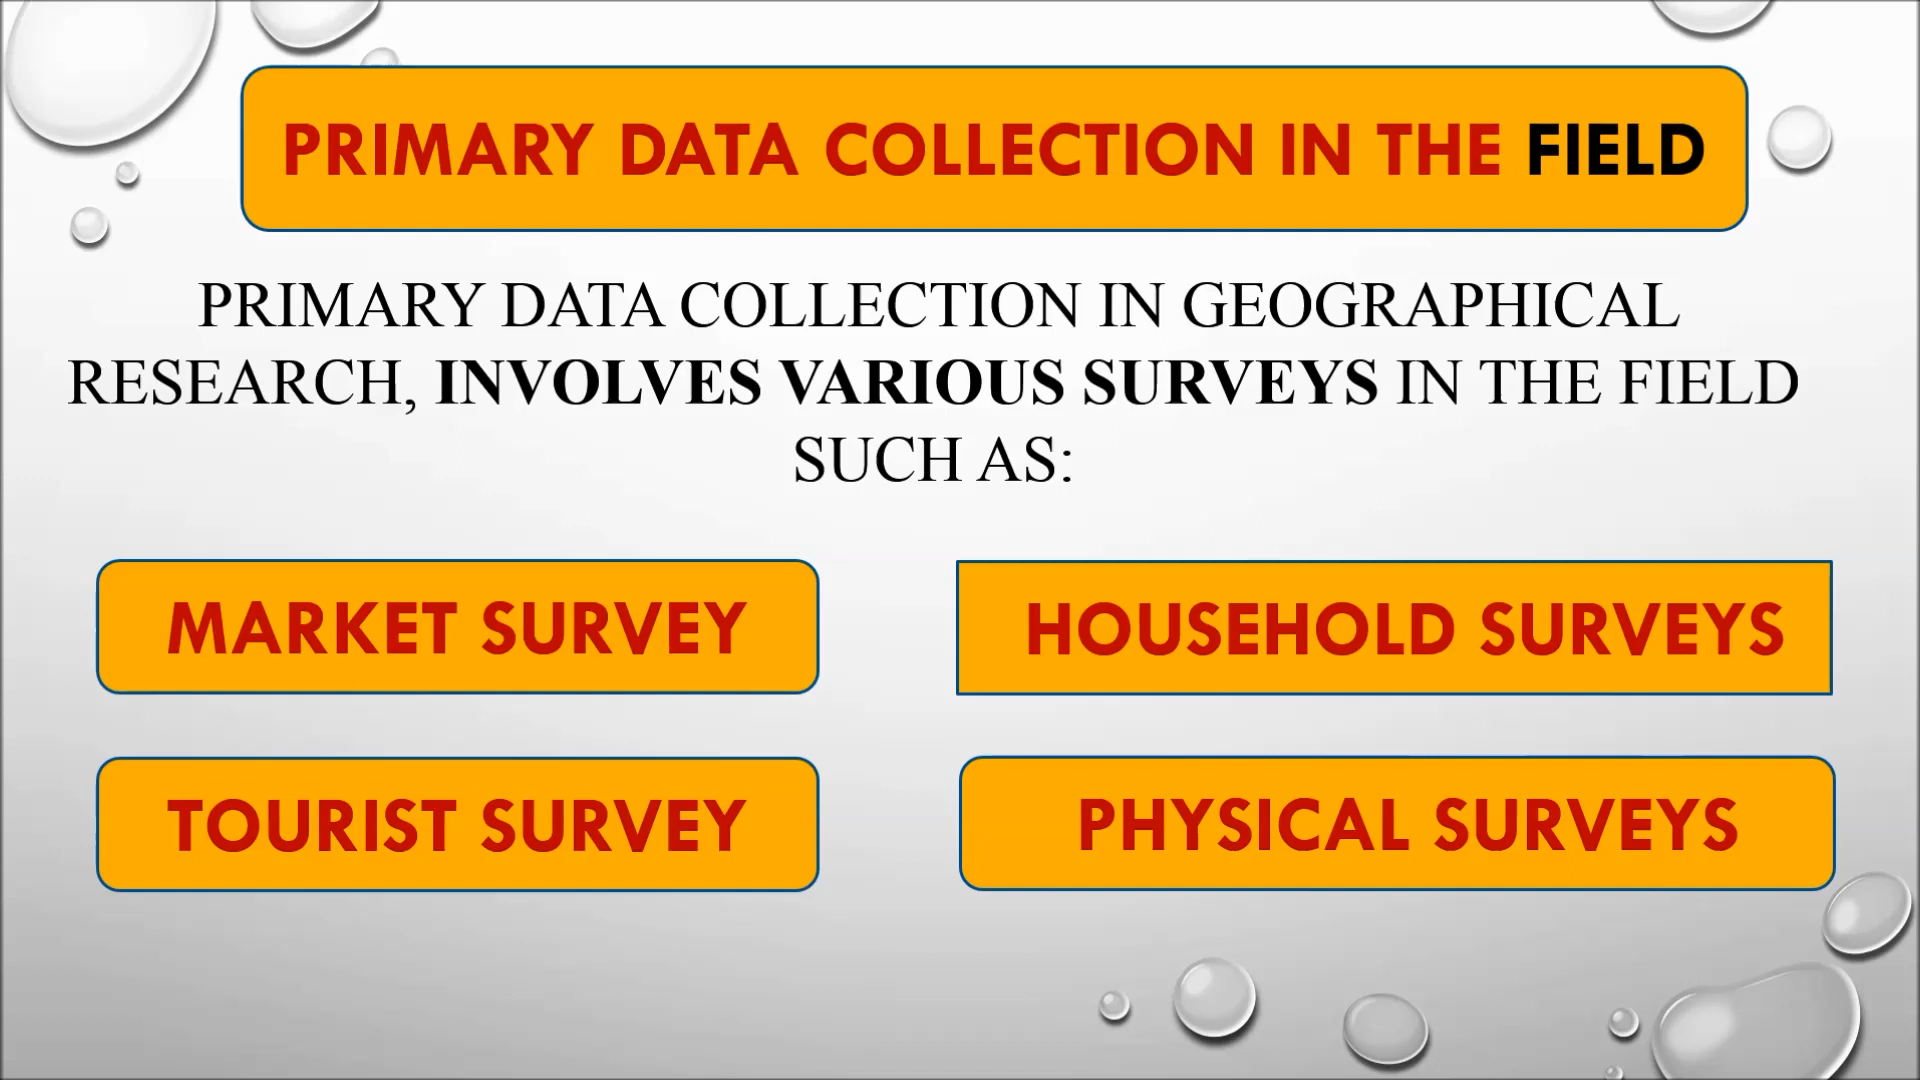 PRIMARY DATA COLLECTION IN THE FIELD
PRIMARY DATA COLLECTION IN GEOGRAPHICAL
RESEARCH, INVOLVES VARIOUS SURVEYS IN THE FIELD
SUCH AS:
MARKET SURVEY
HOUSEHOLD SURVEYS
TOURIST SURVEY
PHYSICAL SURVEYS